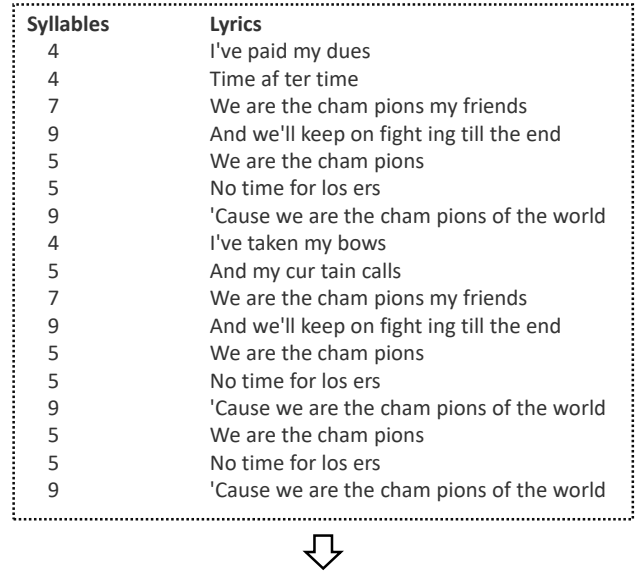 Syllables Lyrics
4 I've paid my dues
4 Time af ter time
7 We are the cham pions my friends
9 And we'll keep on fight ing till the end
5 We are the cham pions
5 No time for los ers
9 'Cause we are the cham pions of the world
4 I've taken my bows
5 And my cur tain calls
7 We are the cham pions my friends
9 And we'll keep on fight ing till the end
5 We are the cham pions
5 No time for los ers
9 'Cause we are the cham pions of the world
5 We are the cham pions
5 No time for los ers
9 'Cause we are the cham pions of the world